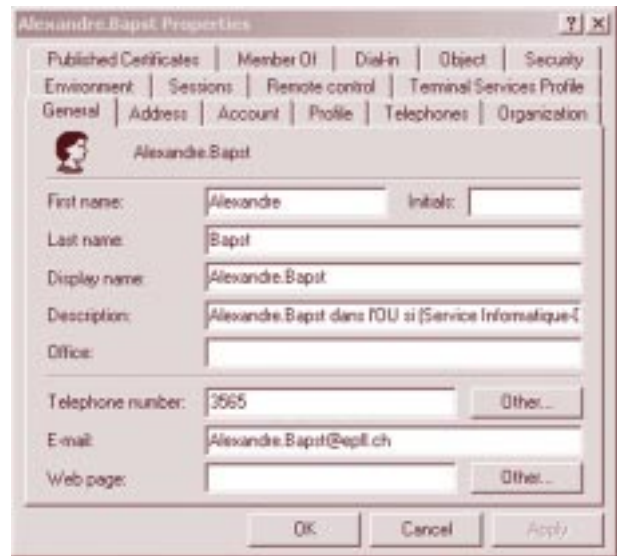 Alexandre.Bapst Properties ? ×
Published Certificates Member Of Dial-in Object Security
Environment Sessions Remote control Terminal Services Profile
General Address Account Profile Telephones Organization
Alexandre.Bapst
First name: Alexandre Initials:
Last name: Bapst
Display name: Alexandre.Bapst
Description: Alexandre.Bapst dans l'OU si (Service Informatique-
Office:
Telephone number: 3565 Other...
E-mail: Alexandre.Bapst@epfl.ch
Web page: Other...
OK Cancel Apply